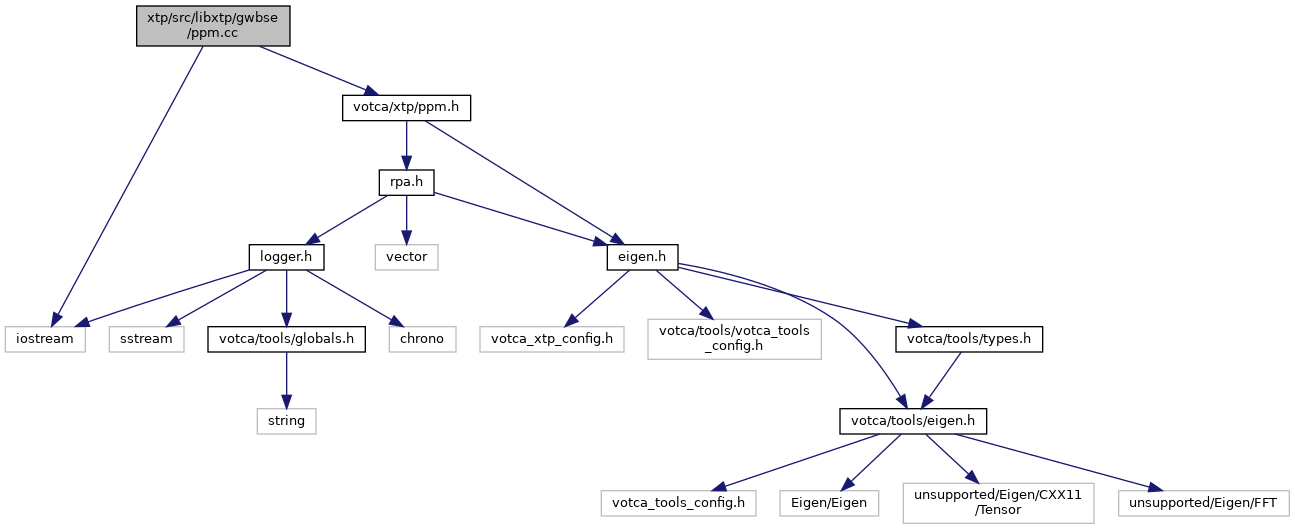 xtp/src/libxtp/gwbse
/ppm.cc
votca/xtp/ppm.h
rpa.h
logger.h
vector
eigen.h
iostream
sstream
votca/tools/globals.h
chrono
votca_xtp_config.h
votca/tools/votca_tools
_config.h
votca/tools/types.h
string
votca/tools/eigen.h
votca_tools_config.h
Eigen/Eigen
unsupported/Eigen/CXX11
/Tensor
unsupported/Eigen/FFT